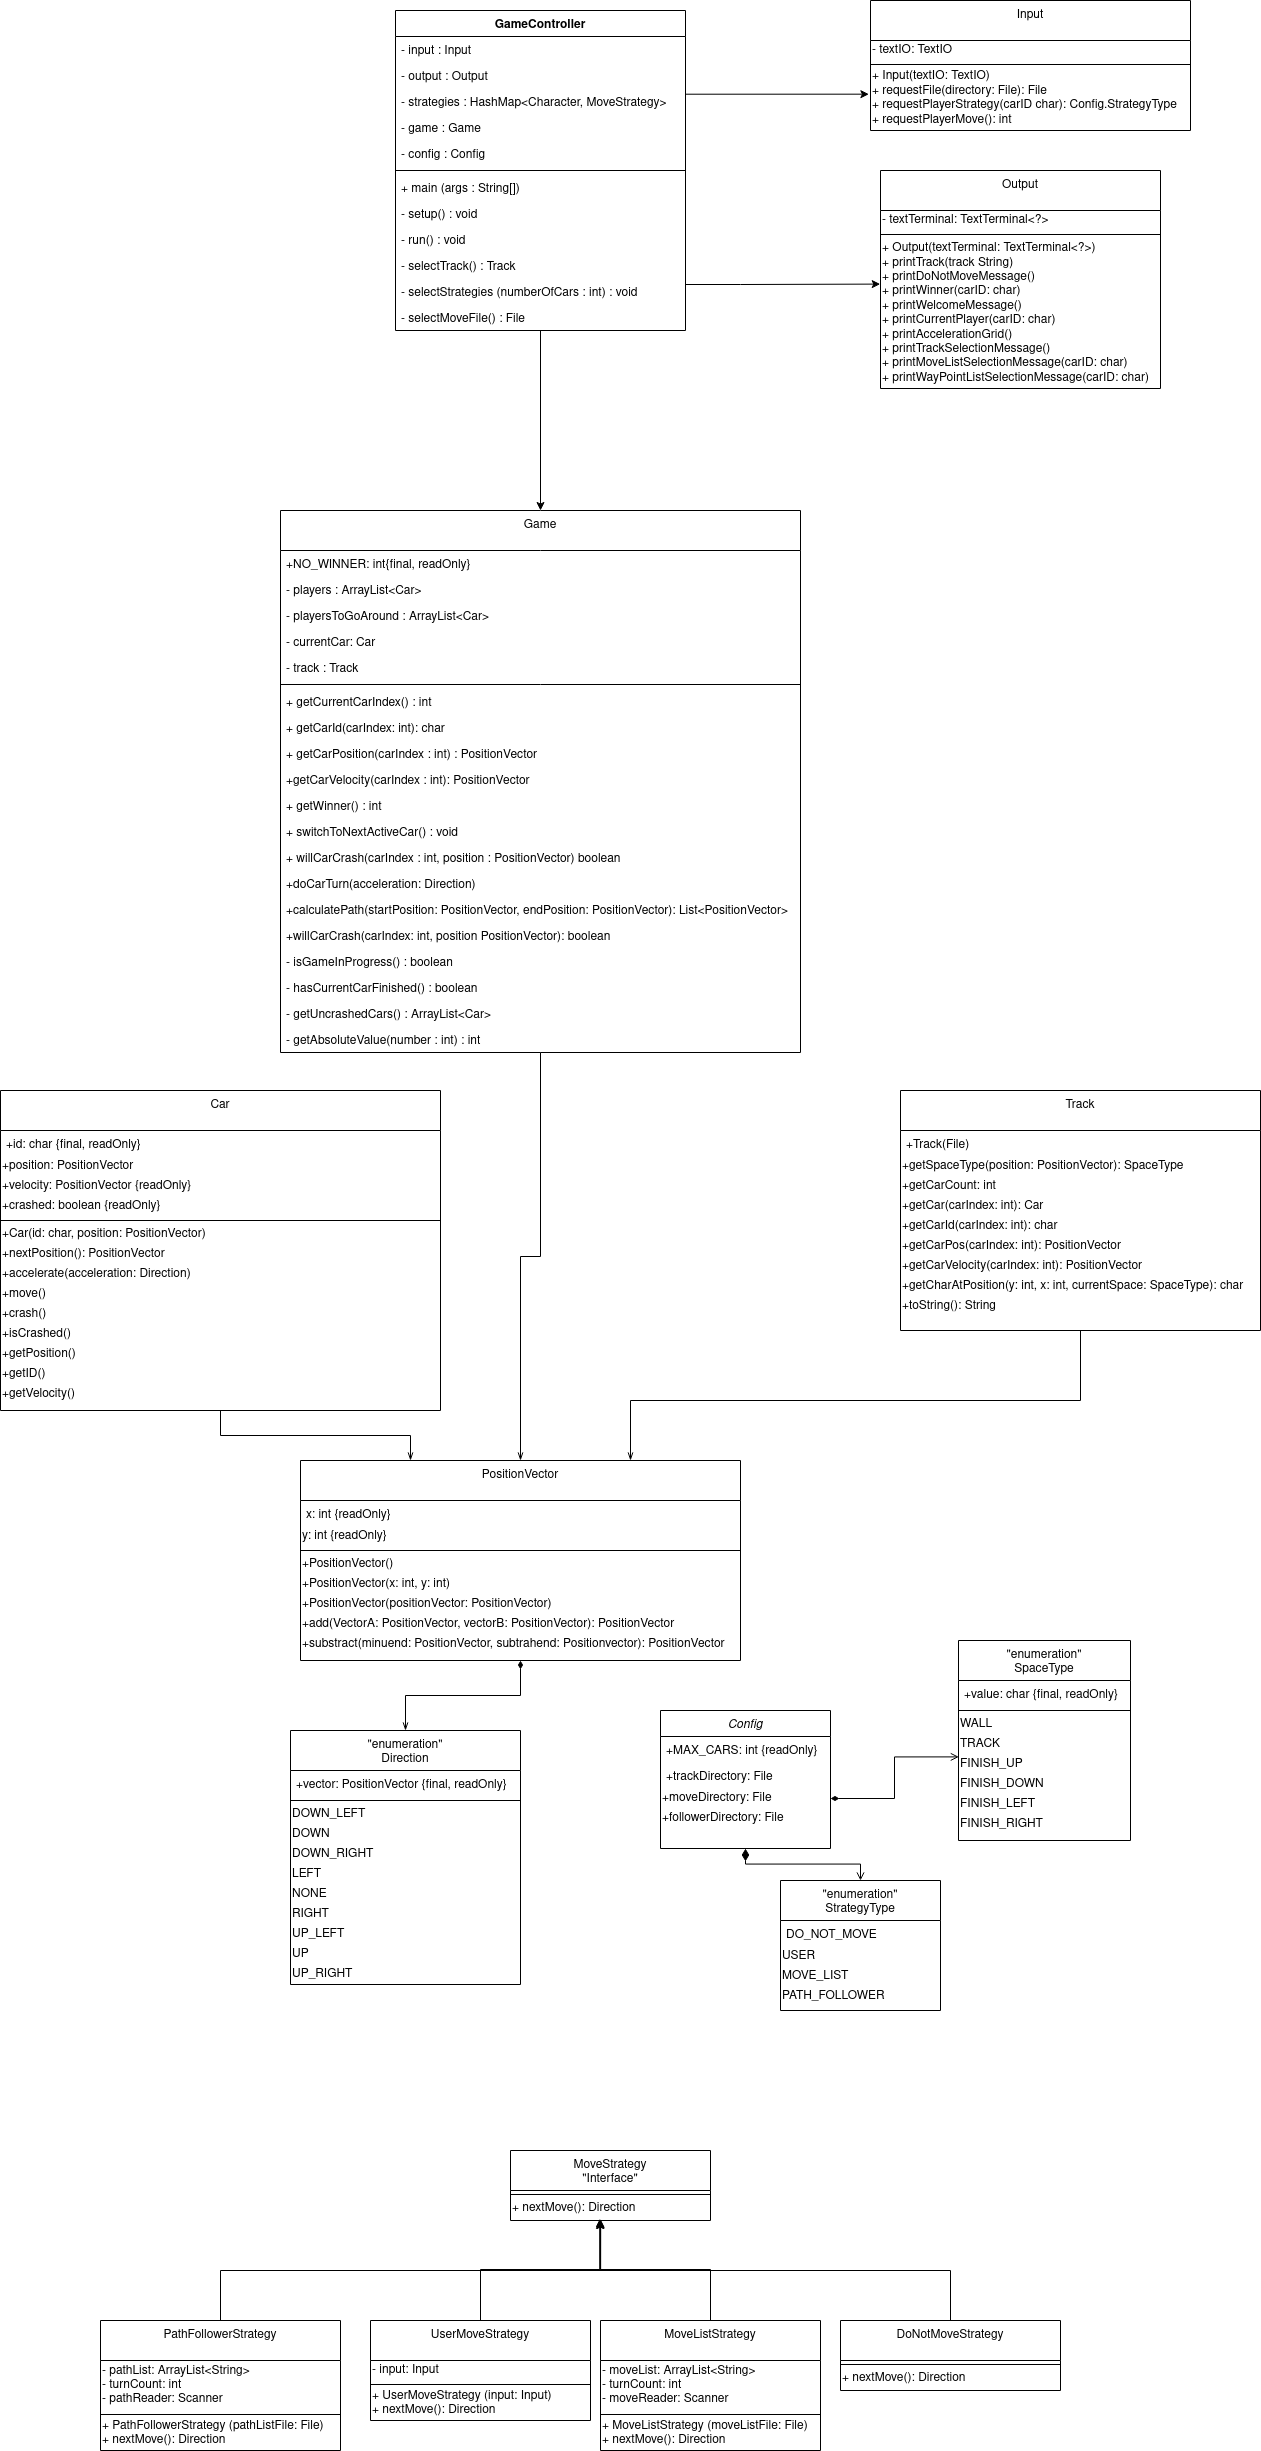 GameController
- input : Input
- output : Output
- strategies : HashMap<Character, MoveStrategy>
- game : Game
- config : Config
+ main (args : String[])
- setup() : void
- run() : void
- selectTrack() : Track
- selectStrategies (numberOfCars : int) : void
- selectMoveFile() : File
Input
- textIO: TextIO
+ Input(textIO: TextIO)
+ requestFile(directory: File): File
+ requestPlayerStrategy(carID char): Config.StrategyType
+ requestPlayerMove(): int
Output
- textTerminal: TextTerminal<?>
+ Output(textTerminal: TextTerminal<?>)
+ printTrack(track String)
+ printDoNotMoveMessage()
+ printWinner(carID: char)
+ printWelcomeMessage()
+ printCurrentPlayer(carID: char)
+ printAccelerationGrid()
+ printTrackSelectionMessage()
+ printMoveListSelectionMessage(carID: char)
+ printWayPointListSelectionMessage(carID: char)
Game
+NO_WINNER: int{final, readOnly}
- players : ArrayList<Car>
- playersToGoAround : ArrayList<Car>
- currentCar: Car
- track : Track
+ getCurrentCarIndex() : int
+ getCarId(carIndex: int): char
+ getCarPosition(carIndex : int) : PositionVector
+getCarVelocity(carIndex : int): PositionVector
+ getWinner() : int
+ switchToNextActiveCar() : void
+ willCarCrash(carIndex : int, position : PositionVector) boolean
+doCarTurn(acceleration: Direction)
+calculatePath(startPosition: PositionVector, endPosition: PositionVector): List<PositionVector>
+willCarCrash(carIndex: int, position PositionVector): boolean
- isGameInProgress() : boolean
- hasCurrentCarFinished() : boolean
- getUncrashedCars() : ArrayList<Car>
- getAbsoluteValue(number : int) : int
Car
+id: char {final, readOnly}
+position: PositionVector
+velocity: PositionVector {readOnly}
+crashed: boolean {readOnly}
+Car(id: char, position: PositionVector)
+nextPosition(): PositionVector
+accelerate(acceleration: Direction)
+move()
+crash()
+isCrashed()
+getPosition()
+getID()
+getVelocity()
Track
+Track(File)
+getSpaceType(position: PositionVector): SpaceType
+getCarCount: int
+getCar(carIndex: int): Car
+getCarId(carIndex: int): char
+getCarPos(carIndex: int): PositionVector
+getCarVelocity(carIndex: int): PositionVector
+getCharAtPosition(y: int, x: int, currentSpace: SpaceType): char
+toString(): String
PositionVector
x: int {readOnly}
y: int {readOnly}
+PositionVector()
+PositionVector(x: int, y: int)
+PositionVector(positionVector: PositionVector)
+add(VectorA: PositionVector, vectorB: PositionVector): PositionVector
+substract(minuend: PositionVector, subtrahend: Positionvector): PositionVector
"enumeration"
Direction
+vector: PositionVector {final, readOnly}
DOWN_LEFT
DOWN
DOWN_RIGHT
LEFT
NONE
RIGHT
UP_LEFT
UP
UP_RIGHT
Config
+MAX_CARS: int {readOnly}
+trackDirectory: File
+moveDirectory: File
+followerDirectory: File
"enumeration"
SpaceType
+value: char {final, readOnly}
WALL
TRACK
FINISH_UP
FINISH_DOWN
FINISH_LEFT
FINISH_RIGHT
"enumeration"
StrategyType
DO_NOT_MOVE
USER
MOVE_LIST
PATH_FOLLOWER
MoveStrategy
"Interface"
+ nextMove(): Direction
PathFollowerStrategy
- pathList: ArrayList<String>
- turnCount: int
- pathReader: Scanner
+ PathFollowerStrategy (pathListFile: File)
+ nextMove(): Direction
UserMoveStrategy
- input: Input
+ UserMoveStrategy (input: Input)
+ nextMove(): Direction
MoveListStrategy
- moveList: ArrayList<String>
- turnCount: int
- moveReader: Scanner
+ MoveListStrategy (moveListFile: File)
+ nextMove(): Direction
DoNotMoveStrategy
+ nextMove(): Direction